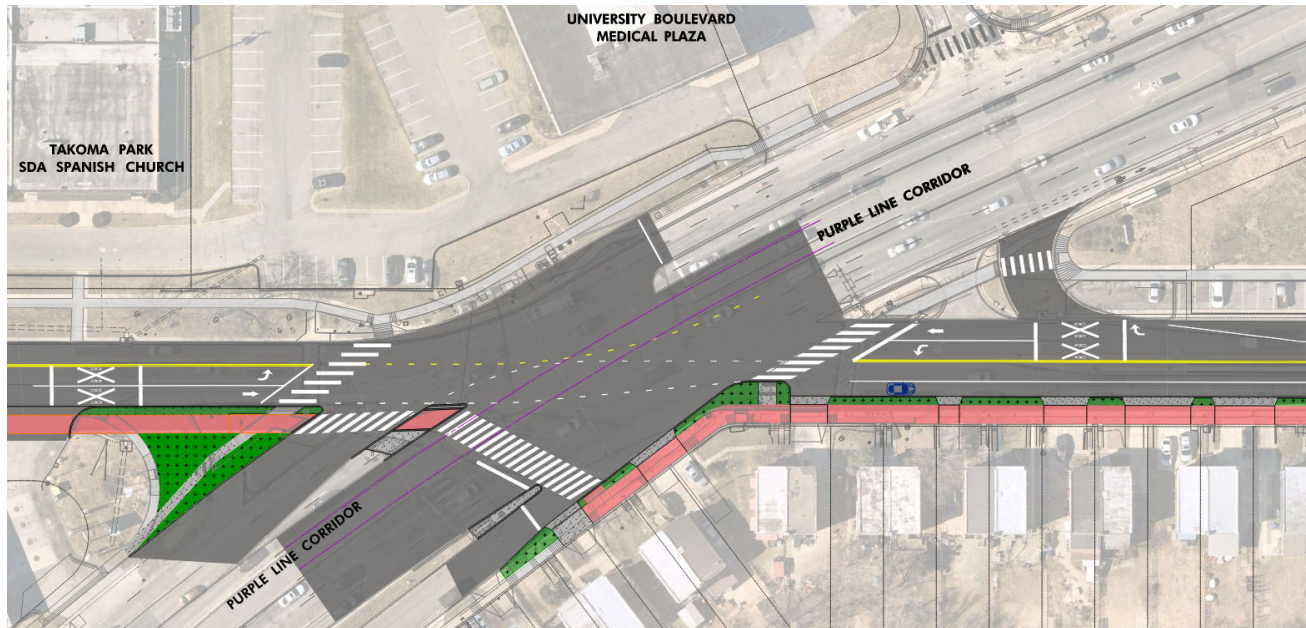 UNIVERSITY BOULEVARD
MEDICAL PLAZA
TAKOMA PARK
SDA SPANISH CHURCH
PURPLE LINE CORRIDOR
PURPLE LINE CORRIDOR